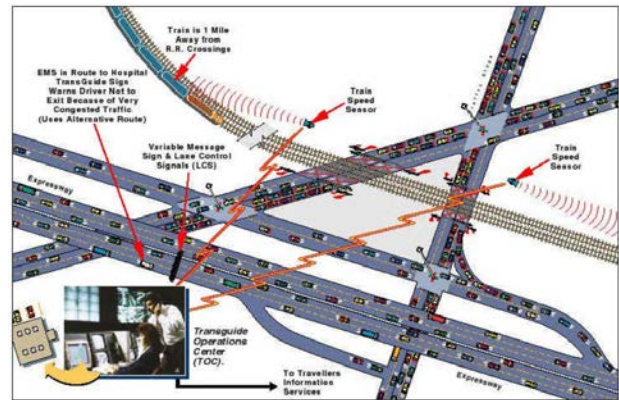 Train is 1 Mile
Away from
R.R. Crossings
EMS in Route to Hospital
TransGuide Sign
Warns Driver Not to
Exit Because of Very
Congested Traffic
(Uses Alternative Route)
Train
Speed
Sensor
Variable Message
Sign & Lane Control
Signals (LCS)
Train
Speed
Sensor
Expressway
Transguide
Operations
Center
(TOC).
To Travellers
Information
Services
Expressway